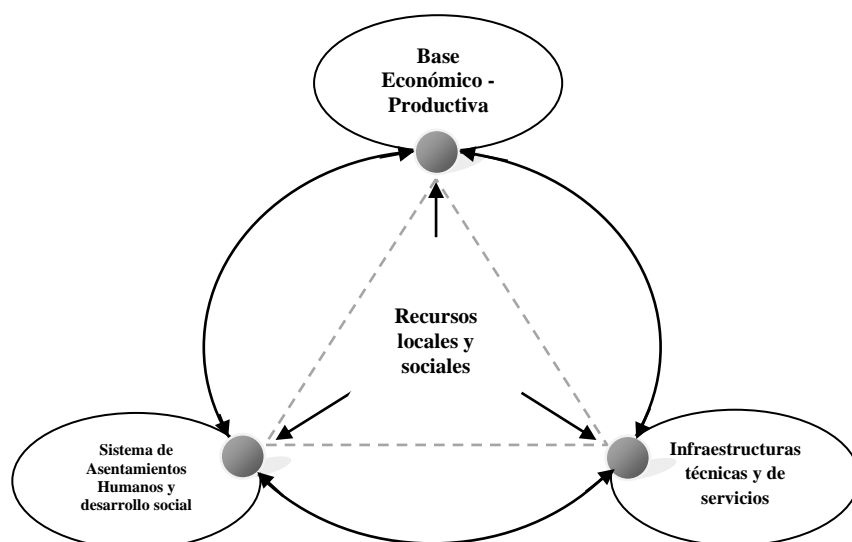 Base
Económico -
Productiva
Recursos
locales y
sociales
Sistema de
Asentamientos
Humanos y
desarrollo social
Infraestructuras
técnicas y de
servicios